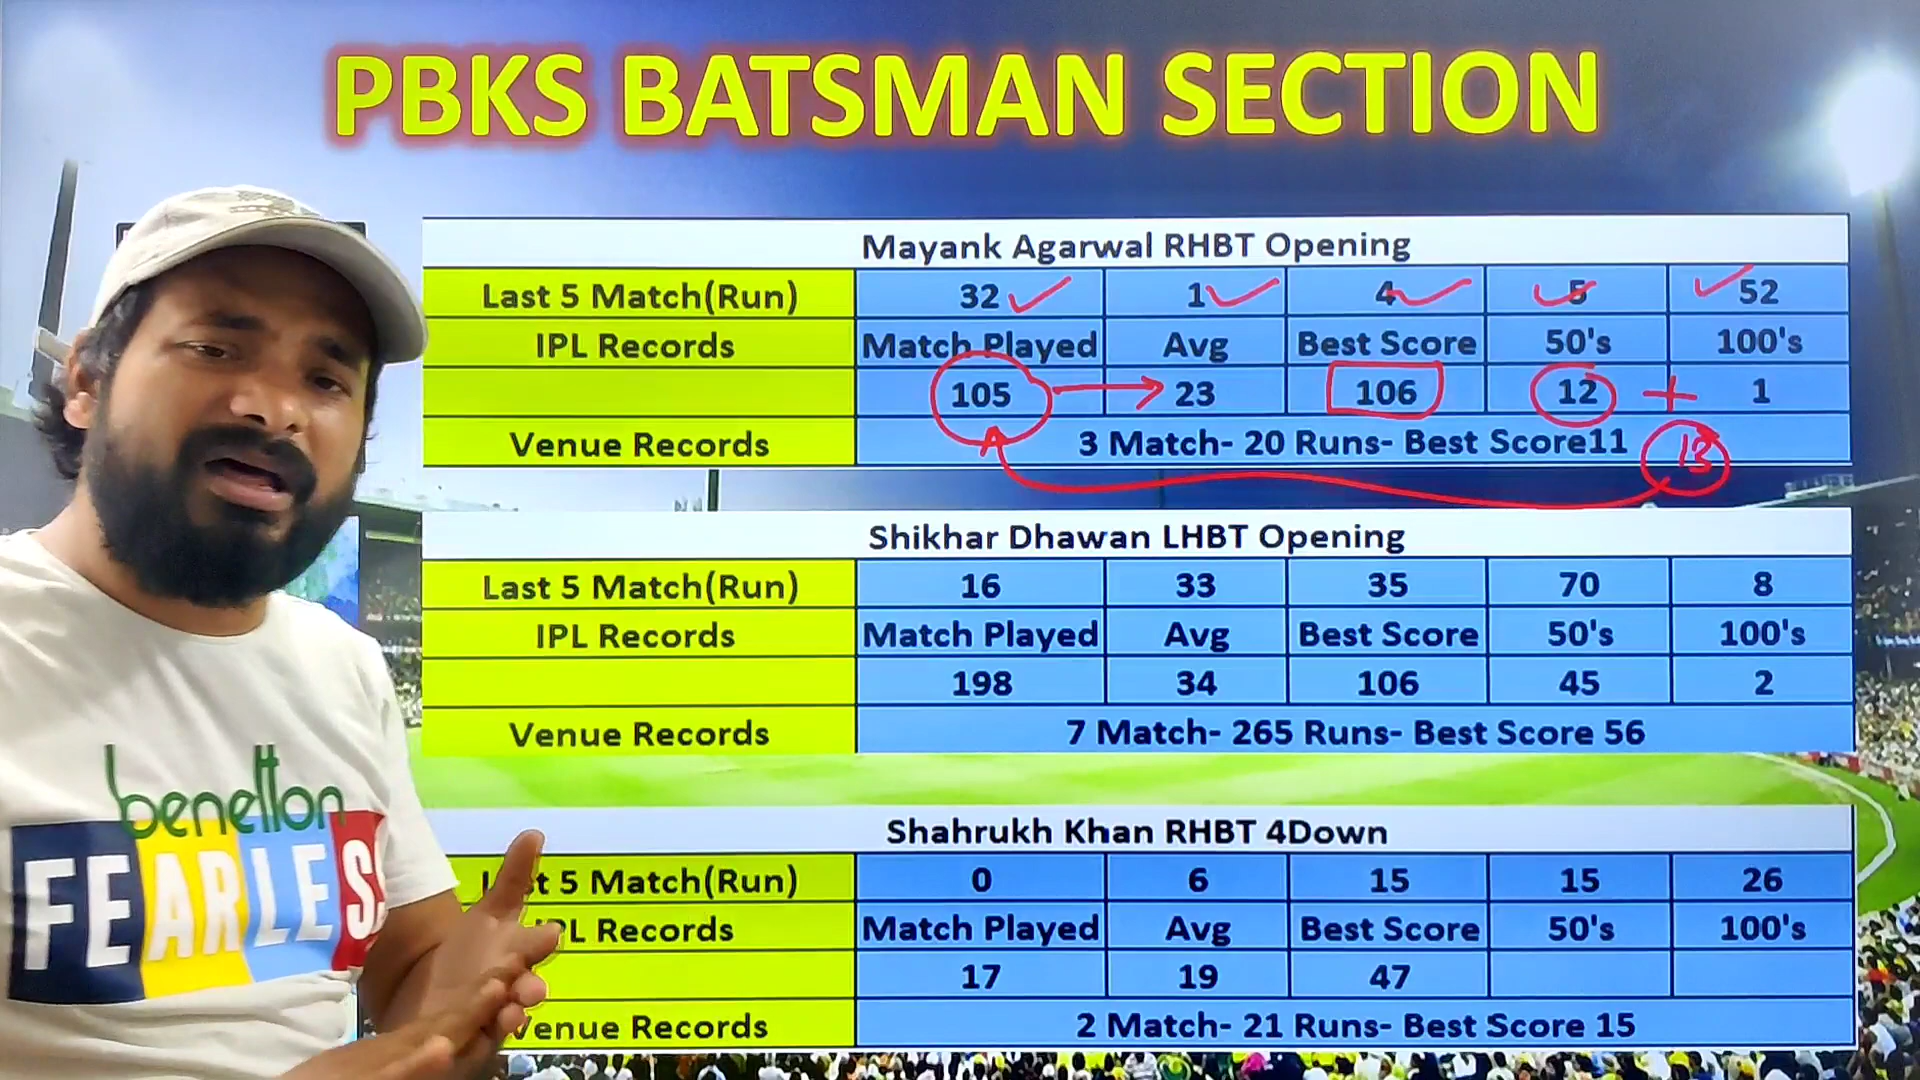 PBKS BATSMAN SECTION
Mayank Agarwal RHBT Opening
Last 5 Match(Run) 32 1 4 5 52
IPL Records Match Played Avg Best Score 50's 100's
105 23 106 12 + 1
Venue Records 3 Match- 20 Runs- Best Score11 13
Shikhar Dhawan LHBT Opening
Last 5 Match(Run) 16 33 35 70 8
IPL Records Match Played Avg Best Score 50's 100's
198 34 106 45 2
Venue Records 7 Match- 265 Runs- Best Score 56
Shahrukh Khan RHBT 4Down
Last 5 Match(Run) 0 6 15 15 26
IPL Records Match Played Avg Best Score 50's 100's
17 19 47
Venue Records 2 Match- 21 Runs- Best Score 15
benetton
FEARLESS